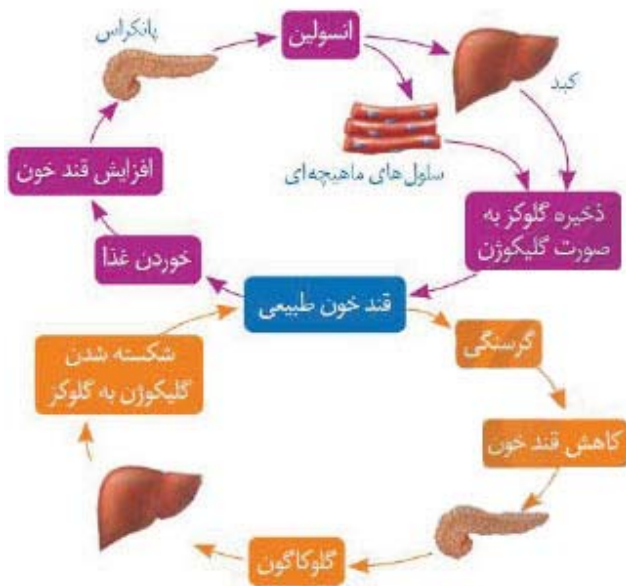 پانکراس
انسولین
کبد
سلول های ماهیچه‌ای
افزایش قند خون
ذخیره گلوکز به
صورت گلیکوژن
خوردن غذا
قند خون طبیعی
گرسنگی
شکسته شدن
گلیکوژن به گلوکز
کاهش قند خون
گلوکاگون